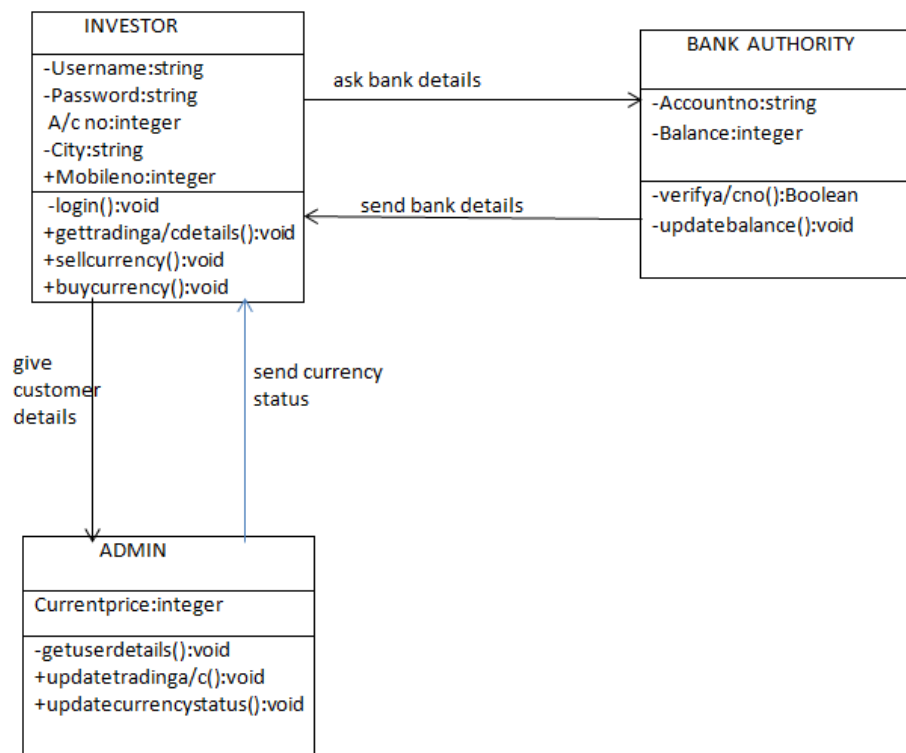 INVESTOR
-Username:string
-Password:string
A/c no:integer
-City:string
+Mobileno:integer
-login():void
+gettradinga/cdetails():void
+sellcurrency():void
+buycurrency():void
ask bank details
send bank details
BANK AUTHORITY
-Accountno:string
-Balance:integer
-verifya/cno():Boolean
-updatebalance():void
give
customer
details
send currency
status
ADMIN
Currentprice:integer
-getuserdetails():void
+updatetradinga/c():void
+updatecurrencystatus():void